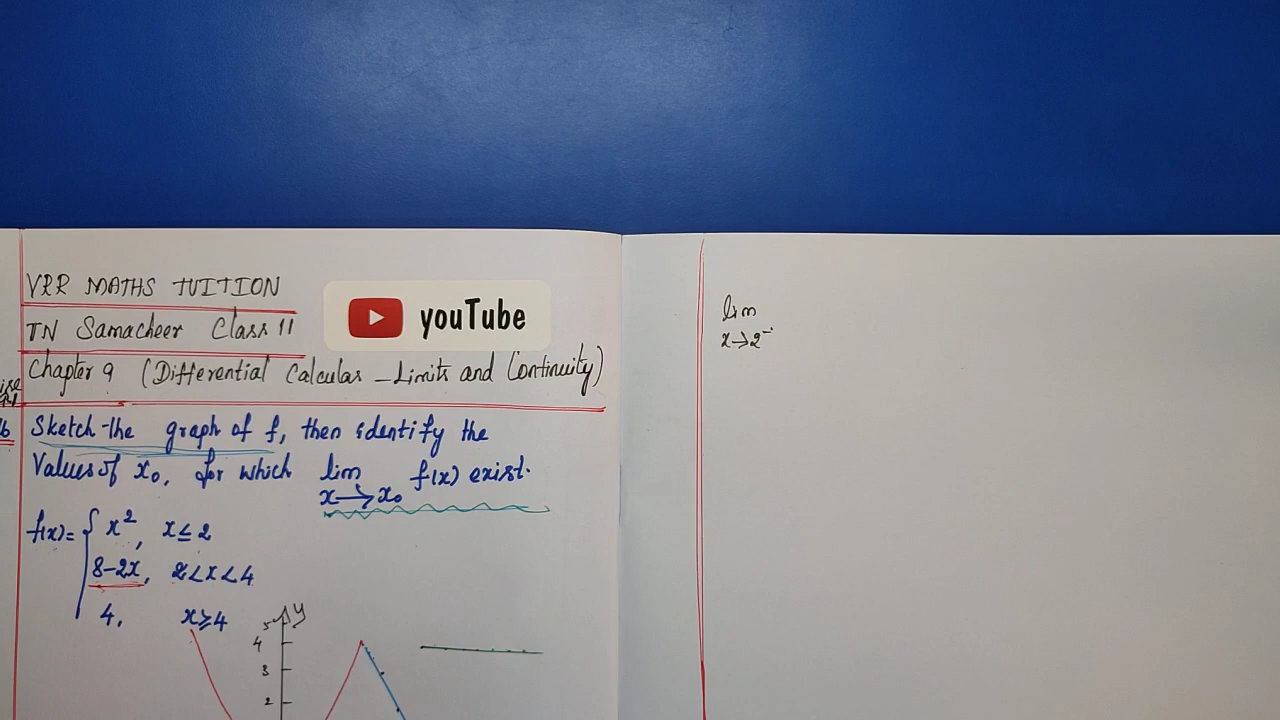 VRR MATHS TUITION
TN Samacheer Class 11
youTube
Chapter 9 (Differential Calculas - Limits and Continuity)
Sketch the graph of f, then identify the
Values of x₀, for which lim f(x) exist.
x→x₀
f(x)= { x², x≤2
8-2x, 2<x<4
4, x≥4
y
5
4
3
2
lim
x→2⁻